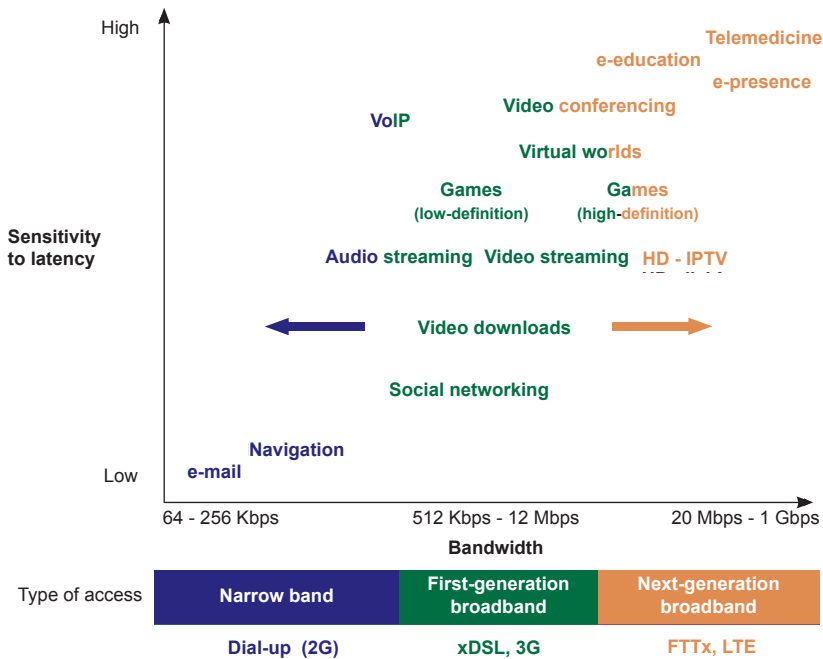 High
Telemedicine
e-education
e-presence
Video conferencing
VoIP
Virtual worlds
Games
(low-definition)
Games
(high-definition)
Sensitivity
to latency
Audio streaming
Video streaming
HD - IPTV
Video downloads
Social networking
Navigation
e-mail
Low
64 - 256 Kbps
512 Kbps - 12 Mbps
20 Mbps - 1 Gbps
Bandwidth
Type of access
Narrow band
First-generation
broadband
Next-generation
broadband
Dial-up (2G)
xDSL, 3G
FTTx, LTE